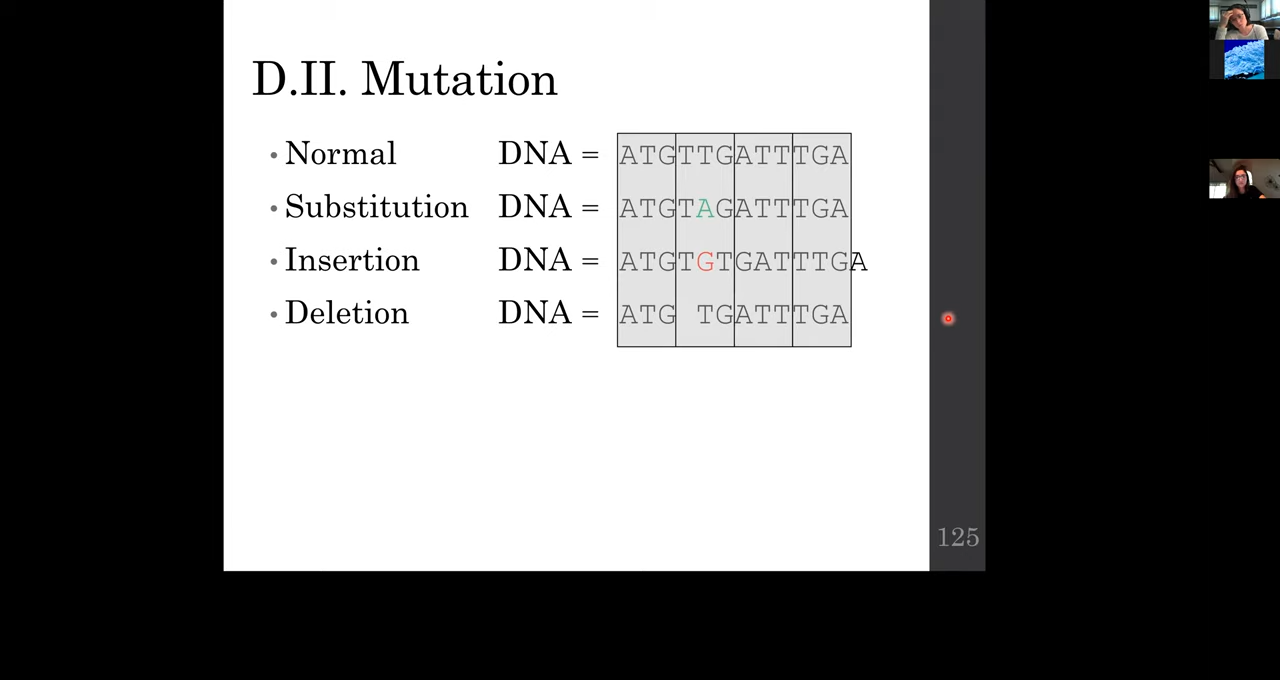 D.II. Mutation
• Normal DNA = ATGTTGATTTGA
• Substitution DNA = ATGTAGATTTGA
• Insertion DNA = ATGTGTGATTTGA
• Deletion DNA = ATG TGATTTGA
125